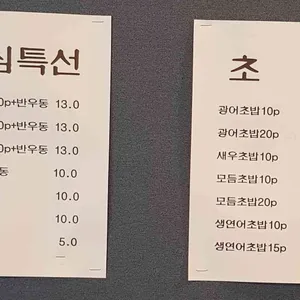 심특선
0p+반우동 13.0
0p+반우동 13.0
0p+반우동 13.0
동 10.0
10.0
10.0
5.0
초
광어초밥10p
광어초밥20p
새우초밥10p
모듬초밥10p
모듬초밥20p
생연어초밥10p
생연어초밥15p